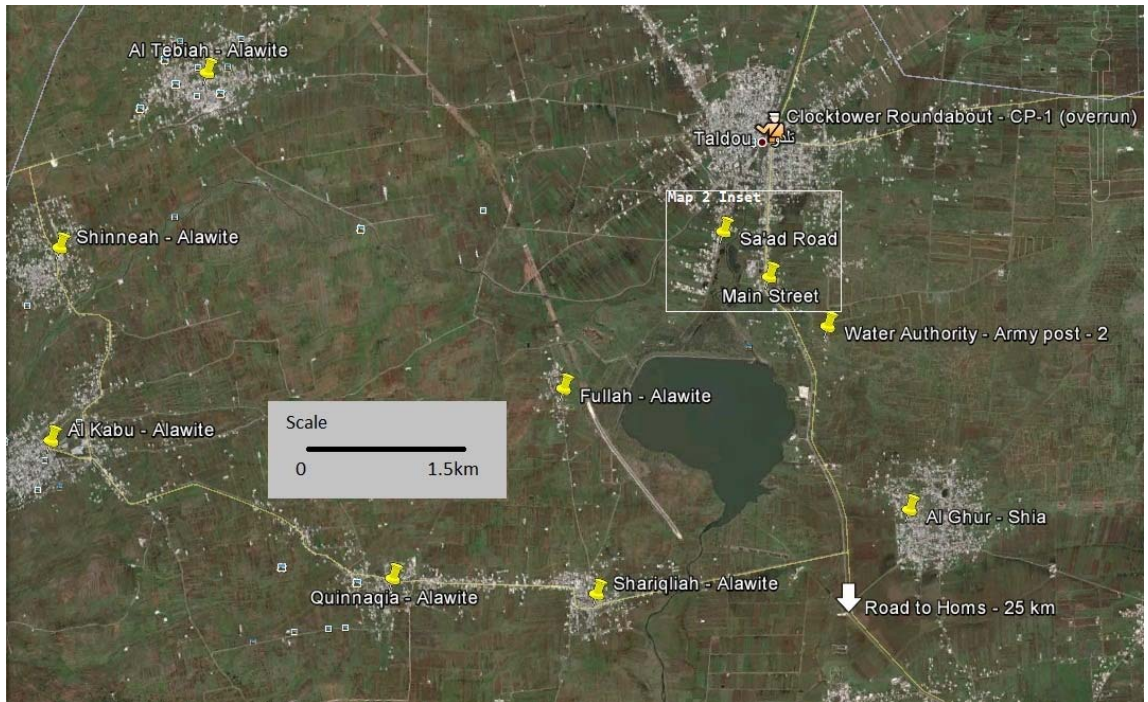 Al Tebiah - Alawite
Clocktower Roundabout - CP-1 (overrun)
Taldou
Map 2 Inset
Shinneah - Alawite
Sa'ad Road
Main Street
Water Authority - Army post - 2
Fullah - Alawite
Al Kabu - Alawite
Scale
0 1.5km
Al Ghur - Shia
Quinnaqia - Alawite
Shariqliah - Alawite
Road to Homs - 25 km